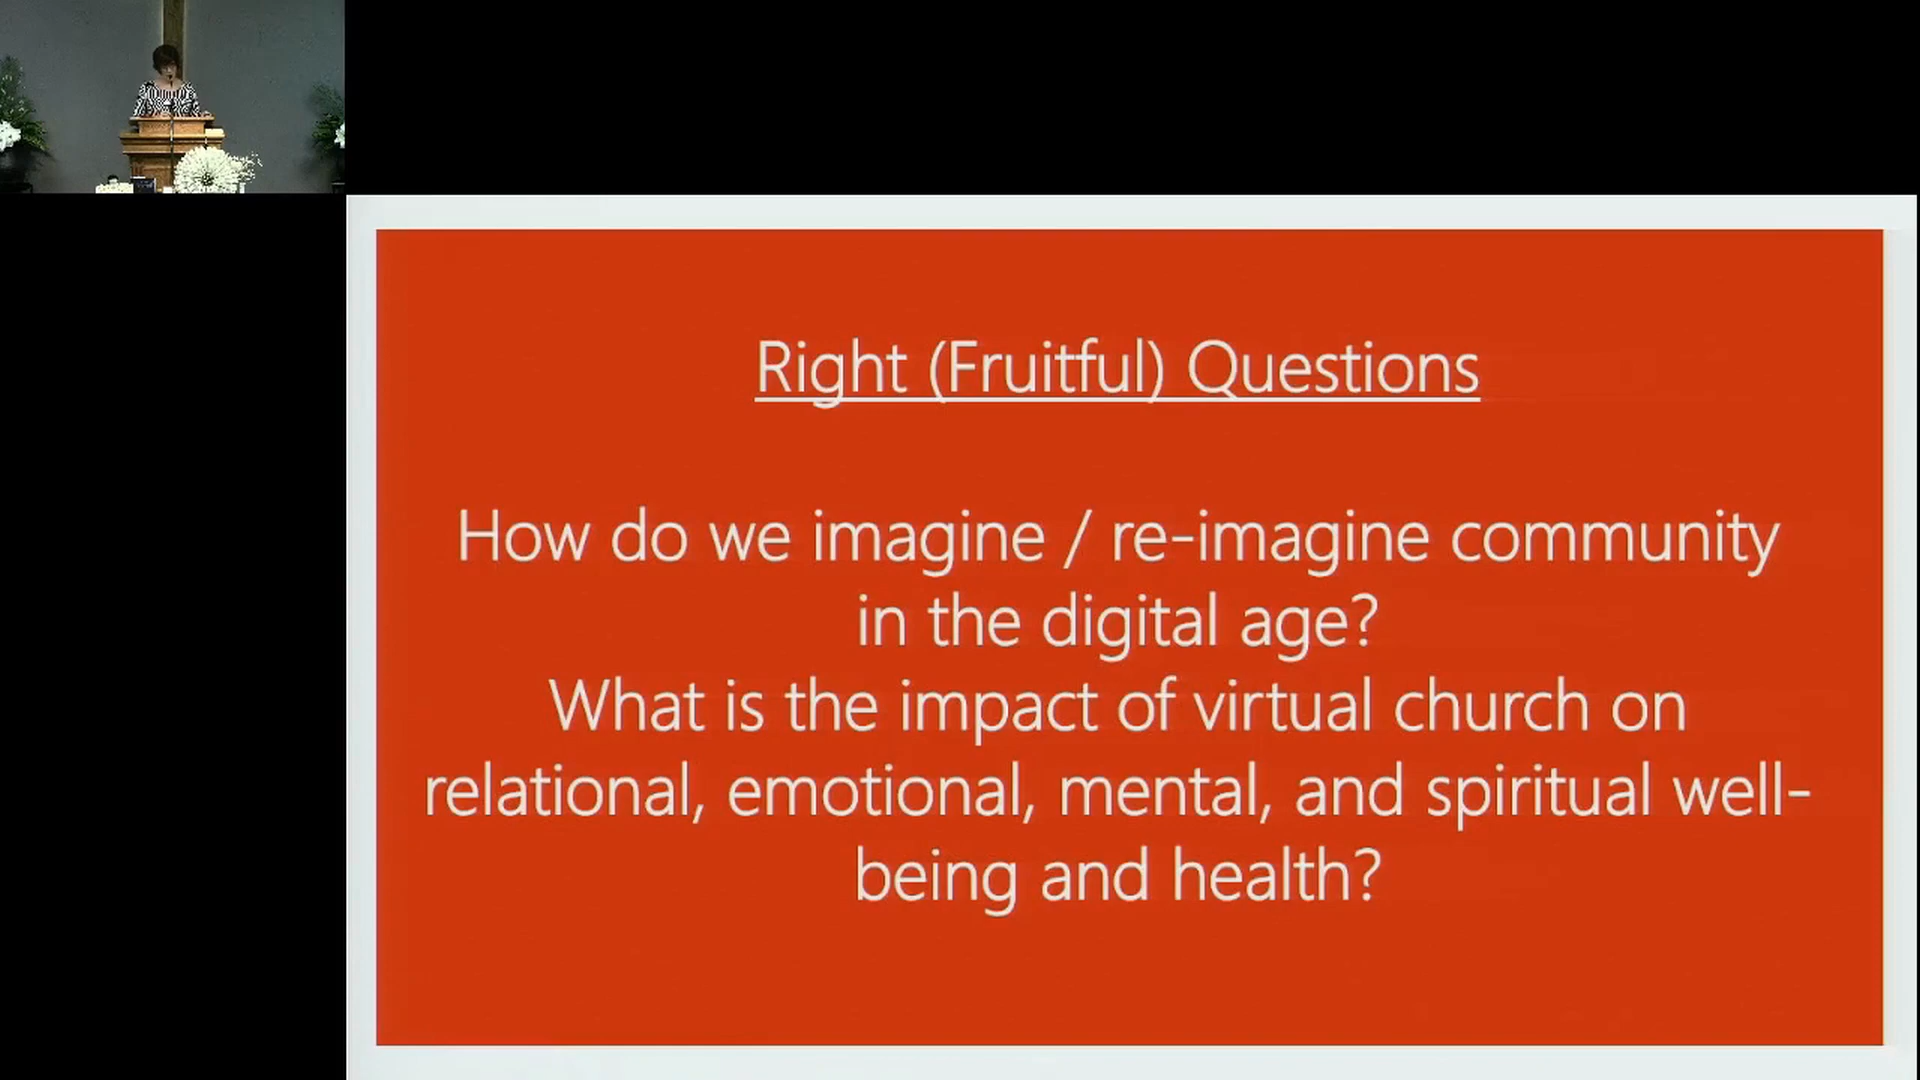 Right (Fruitful) Questions
How do we imagine / re-imagine community
in the digital age?
What is the impact of virtual church on
relational, emotional, mental, and spiritual well-
being and health?